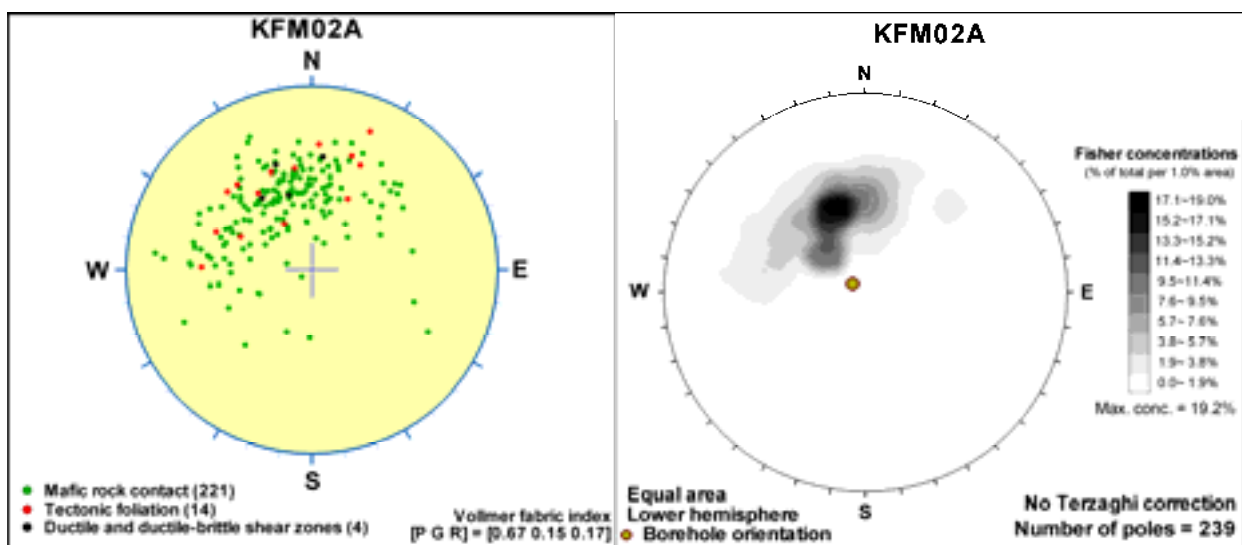 KFM02A
N
W
E
S
Mafic rock contact (221)
Tectonic foliation (14)
Ductile and ductile-brittle shear zones (4)
Vollmer fabric index
[P G R] = [0.67 0.15 0.17]
KFM02A
N
W
E
S
Fisher concentrations
(% of total per 1.0% area)
17.1~19.0%
15.2~17.1%
13.3~15.2%
11.4~13.3%
9.5~11.4%
7.6~ 9.5%
5.7~ 7.6%
3.8~ 5.7%
1.9~ 3.8%
0.0~ 1.9%
Max. conc. = 19.2%
Equal area
Lower hemisphere
Borehole orientation
No Terzaghi correction
Number of poles = 239